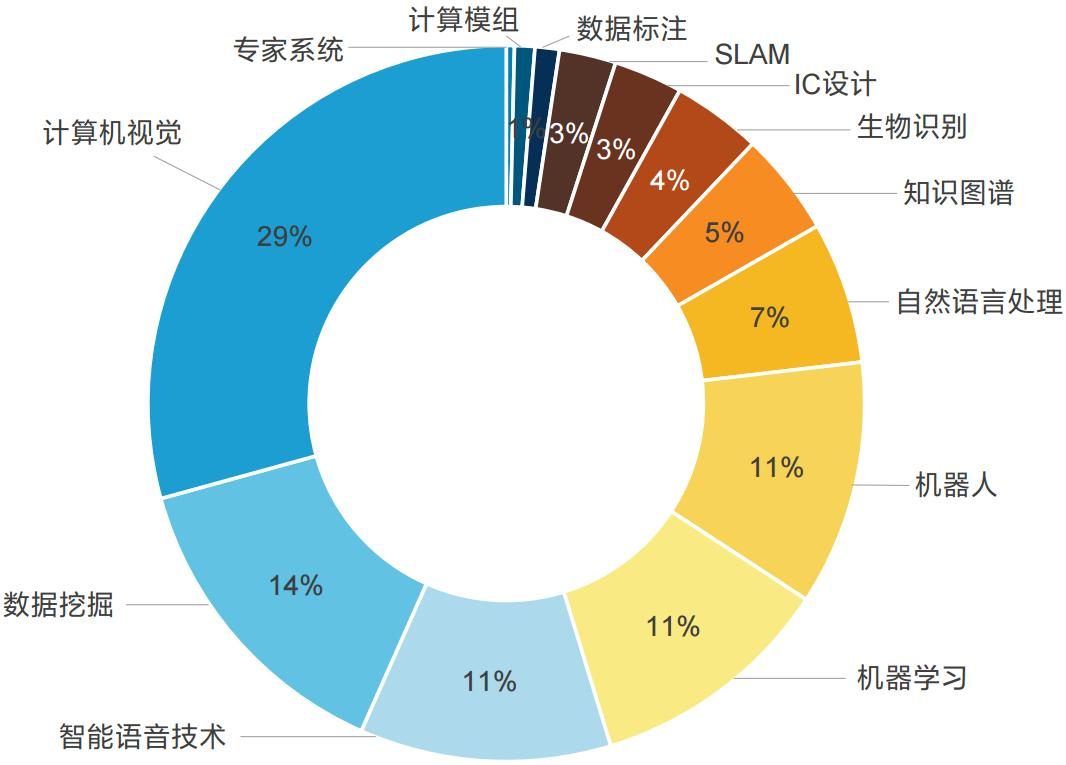 计算模组
数据标注
专家系统
SLAM
IC设计
计算机视觉
生物识别
1%
3%
3%
4%
知识图谱
29%
5%
自然语言处理
7%
11%
机器人
14%
数据挖掘
11%
机器学习
11%
智能语音技术